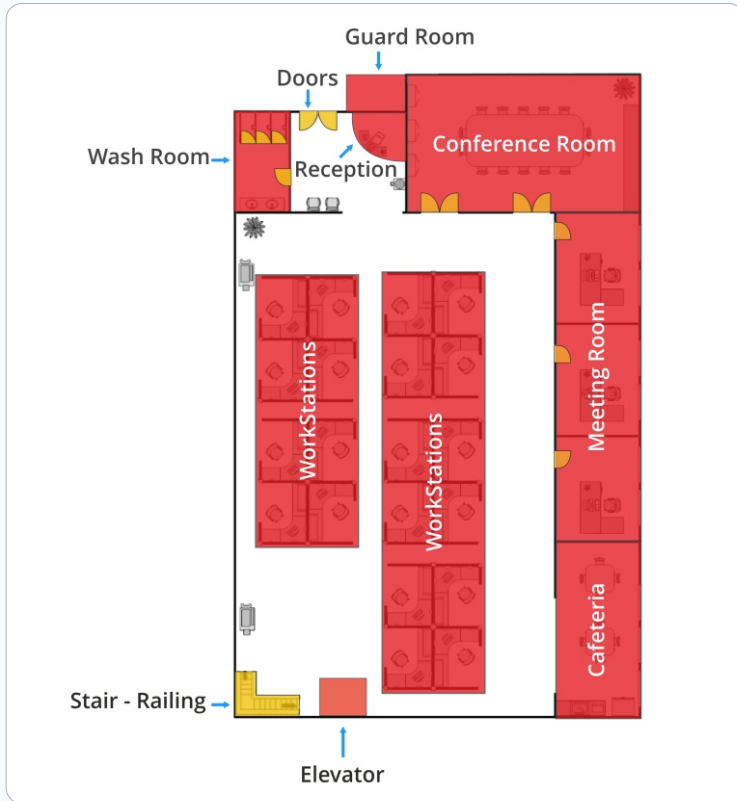 Guard Room
Doors
Conference Room
Wash Room
Reception
WorkStations
WorkStations
Meeting Room
Cafeteria
Stair - Railing
Elevator